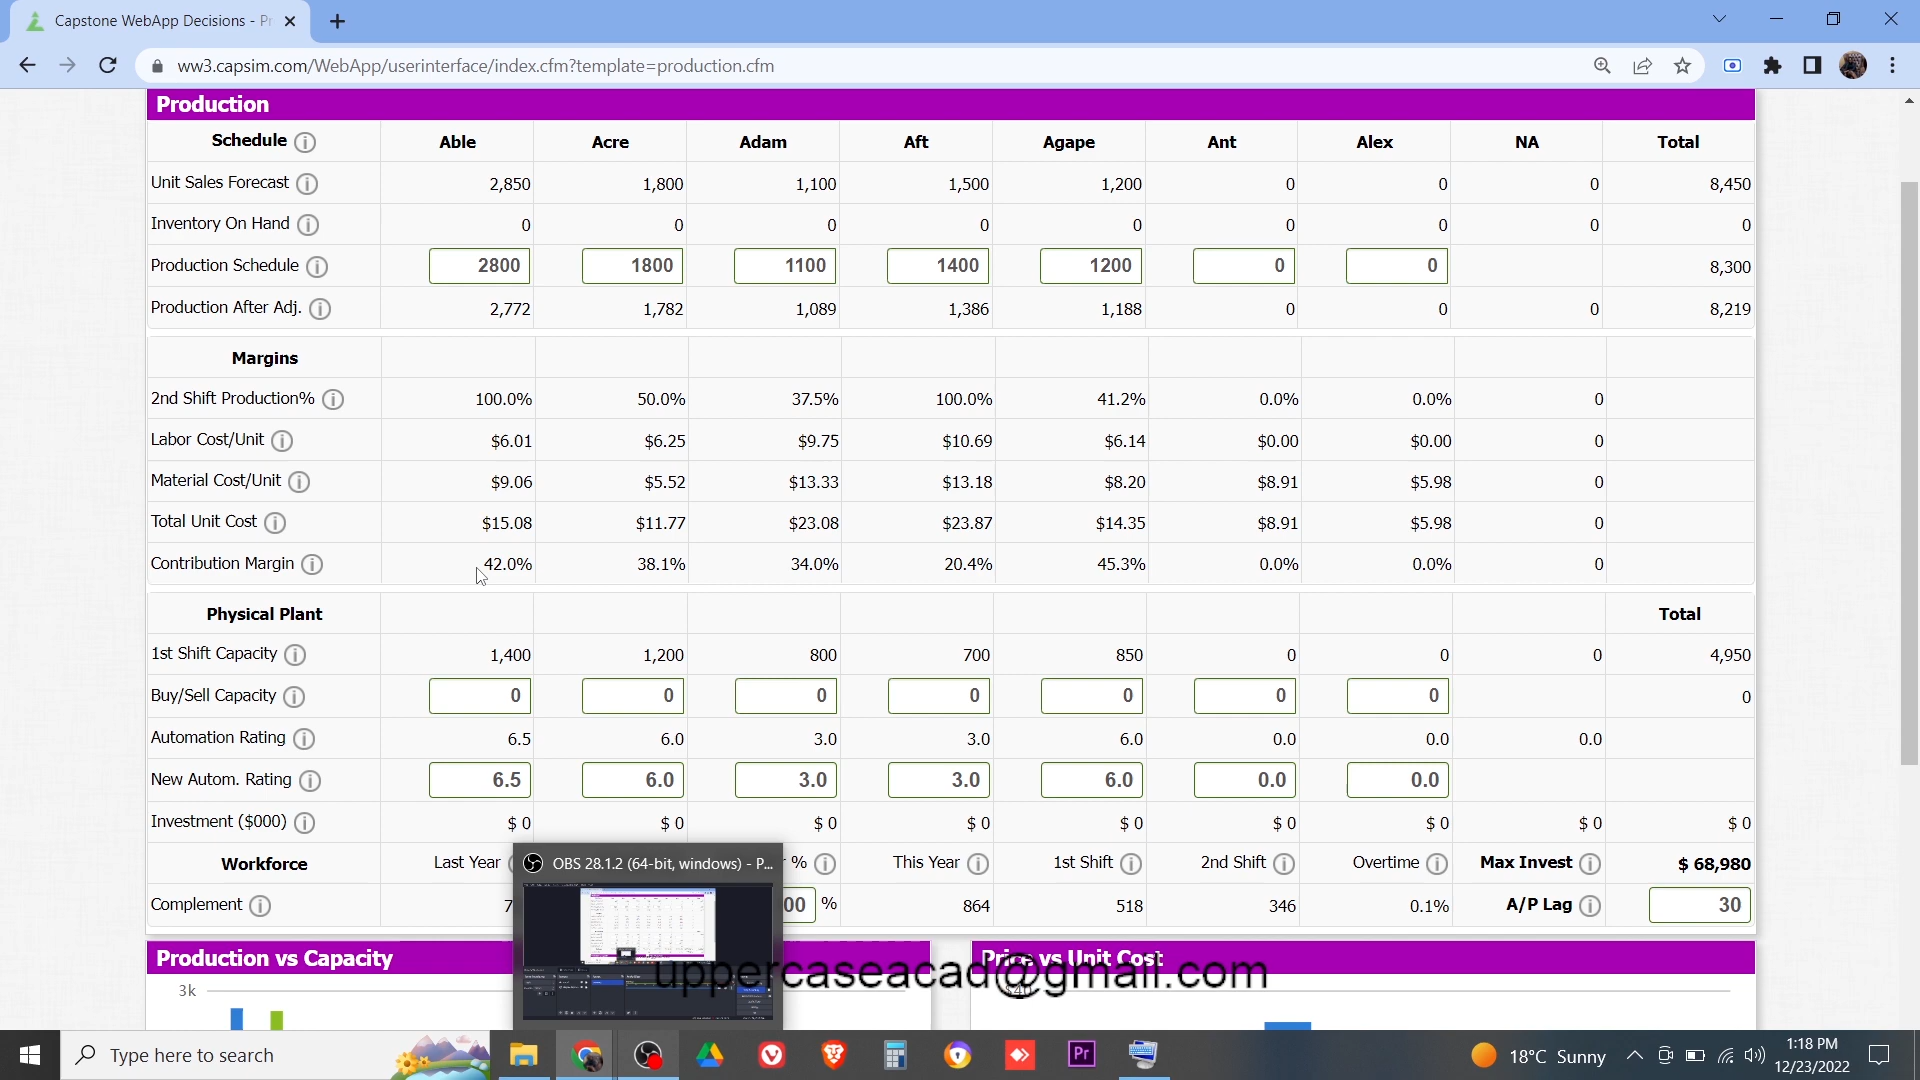 Capstone WebApp Decisions - Pr
ww3.capsim.com/WebApp/userinterface/index.cfm?template=production.cfm
Production
Schedule Able Acre Adam Aft Agape Ant Alex NA Total
Unit Sales Forecast 2,850 1,800 1,100 1,500 1,200 0 0 0 8,450
Inventory On Hand 0 0 0 0 0 0 0 0 0
Production Schedule 2800 1800 1100 1400 1200 0 0 8,300
Production After Adj. 2,772 1,782 1,089 1,386 1,188 0 0 0 8,219
Margins
2nd Shift Production% 100.0% 50.0% 37.5% 100.0% 41.2% 0.0% 0.0% 0
Labor Cost/Unit $6.01 $6.25 $9.75 $10.69 $6.14 $0.00 $0.00 0
Material Cost/Unit $9.06 $5.52 $13.33 $13.18 $8.20 $8.91 $5.98 0
Total Unit Cost $15.08 $11.77 $23.08 $23.87 $14.35 $8.91 $5.98 0
Contribution Margin 42.0% 38.1% 34.0% 20.4% 45.3% 0.0% 0.0% 0
Physical Plant Total
1st Shift Capacity 1,400 1,200 800 700 850 0 0 0 4,950
Buy/Sell Capacity 0 0 0 0 0 0 0 0
Automation Rating 6.5 6.0 3.0 3.0 6.0 0.0 0.0 0.0
New Autom. Rating 6.5 6.0 3.0 3.0 6.0 0.0 0.0
Investment ($000) $ 0 $ 0 $ 0 $ 0 $ 0 $ 0 $ 0 $ 0 $ 0
Workforce Last Year % This Year 1st Shift 2nd Shift Overtime Max Invest $ 68,980
OBS 28.1.2 (64-bit, windows) - P...
Complement 7 00 % 864 518 346 0.1% A/P Lag 30
Production vs Capacity Price vs Unit Cost
uppercaseacad@gmail.com
3k $40
Type here to search 18°C Sunny 1:18 PM
12/23/2022